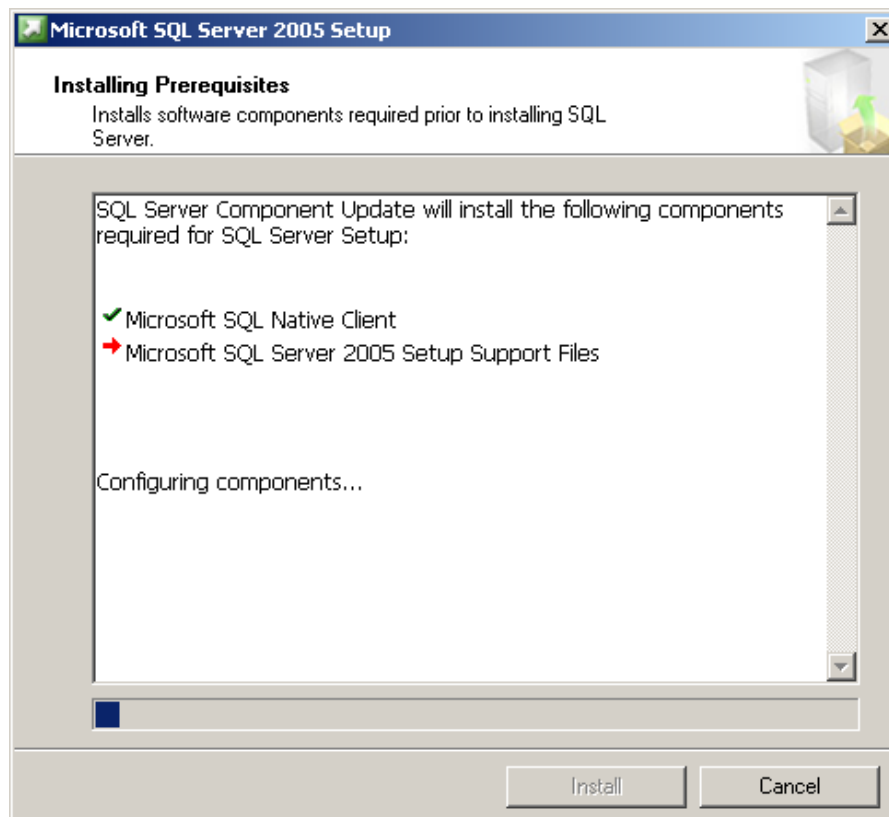 Microsoft SQL Server 2005 Setup
Installing Prerequisites
Installs software components required prior to installing SQL
Server.
SQL Server Component Update will install the following components
required for SQL Server Setup:
Microsoft SQL Native Client
Microsoft SQL Server 2005 Setup Support Files
Configuring components...
Install
Cancel